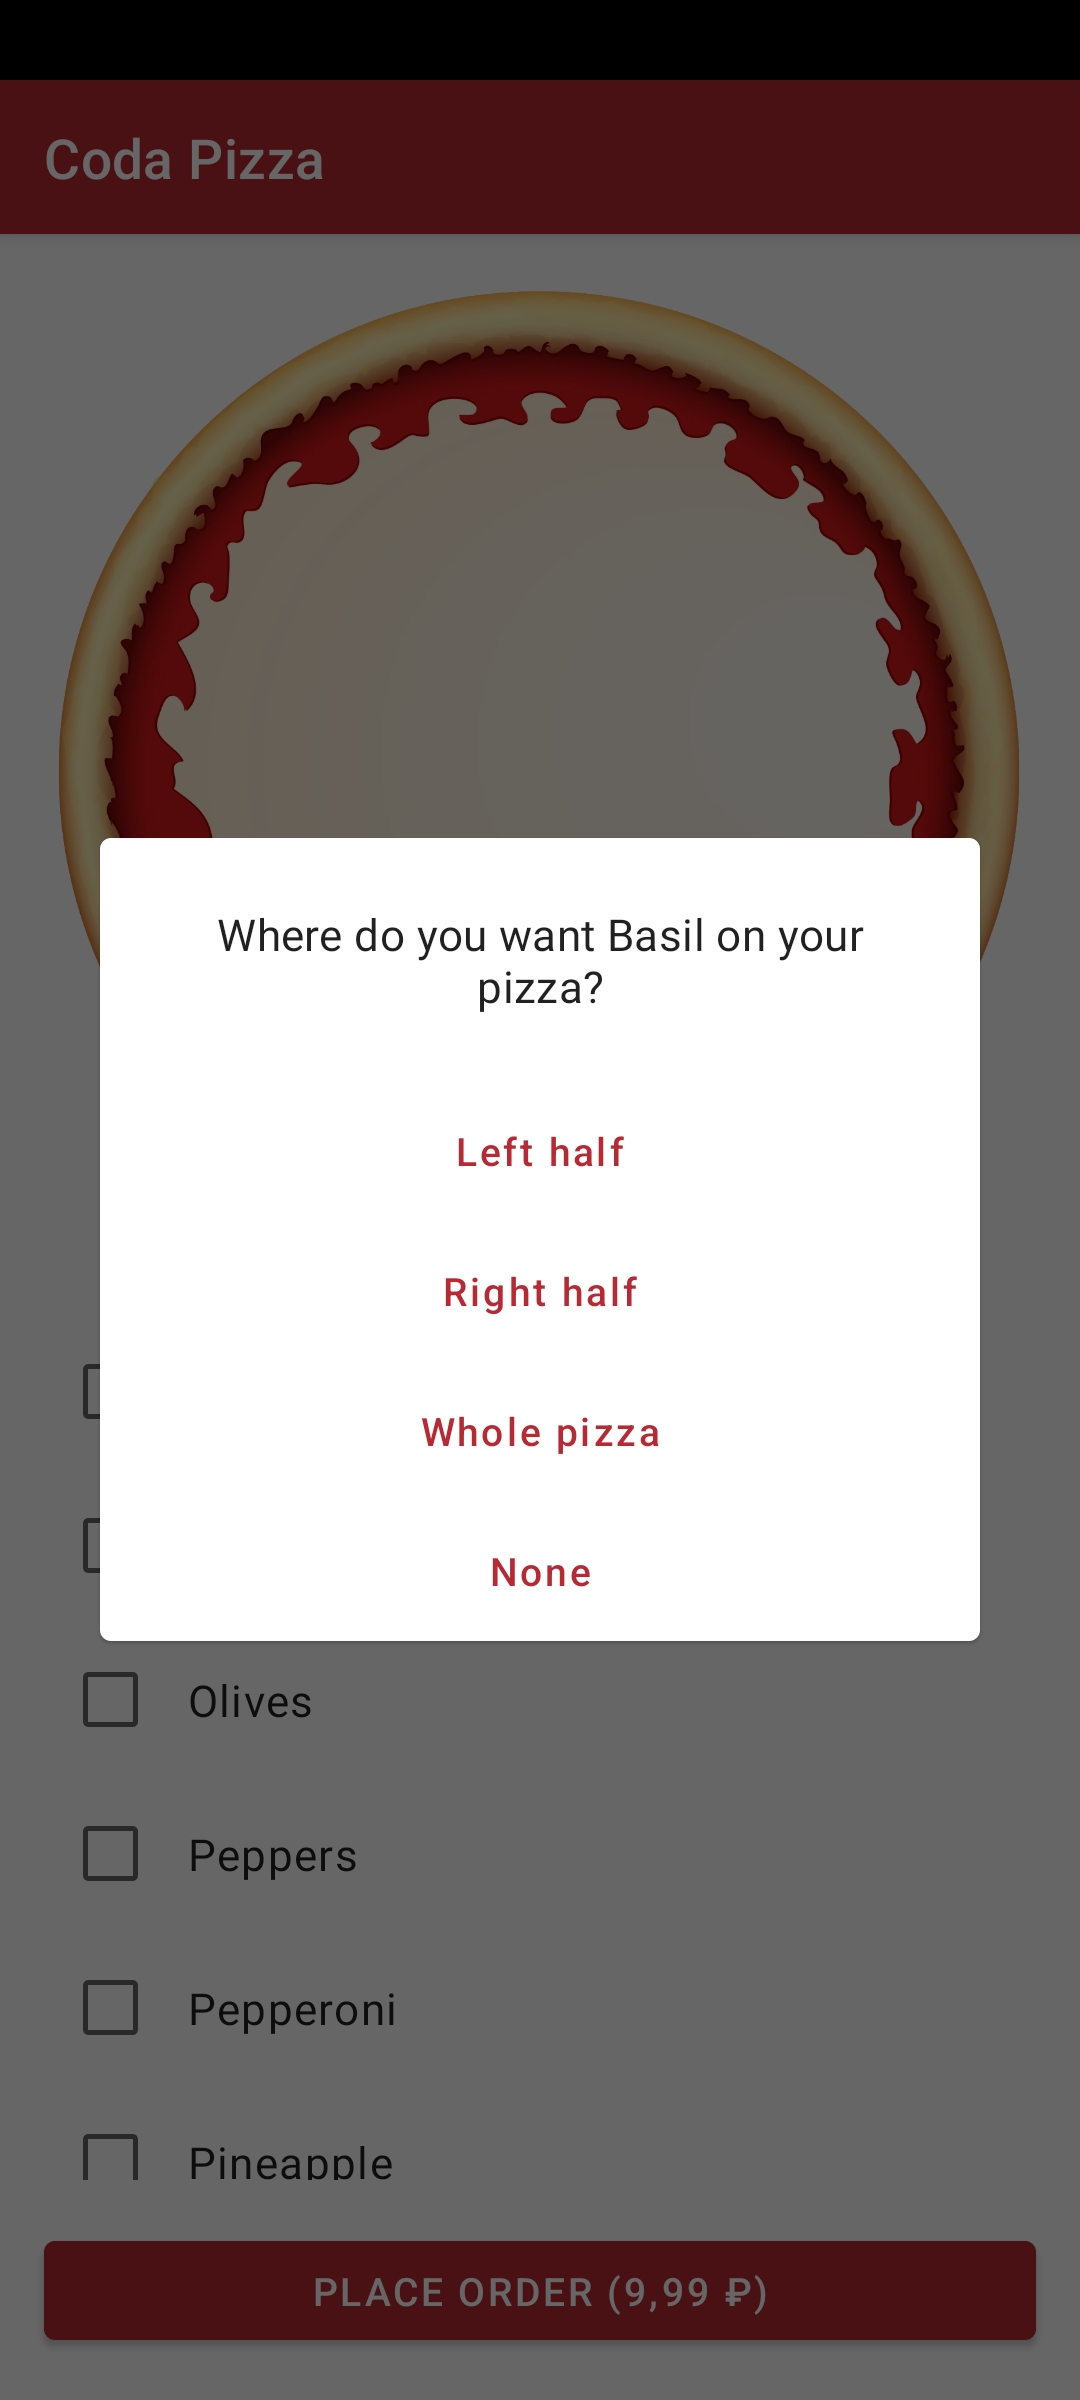 Coda Pizza
Where do you want Basil on your
pizza?
Left half
Right half
Whole pizza
None
Olives
Peppers
Pepperoni
Pineapple
PLACE ORDER (9,99 ₽)